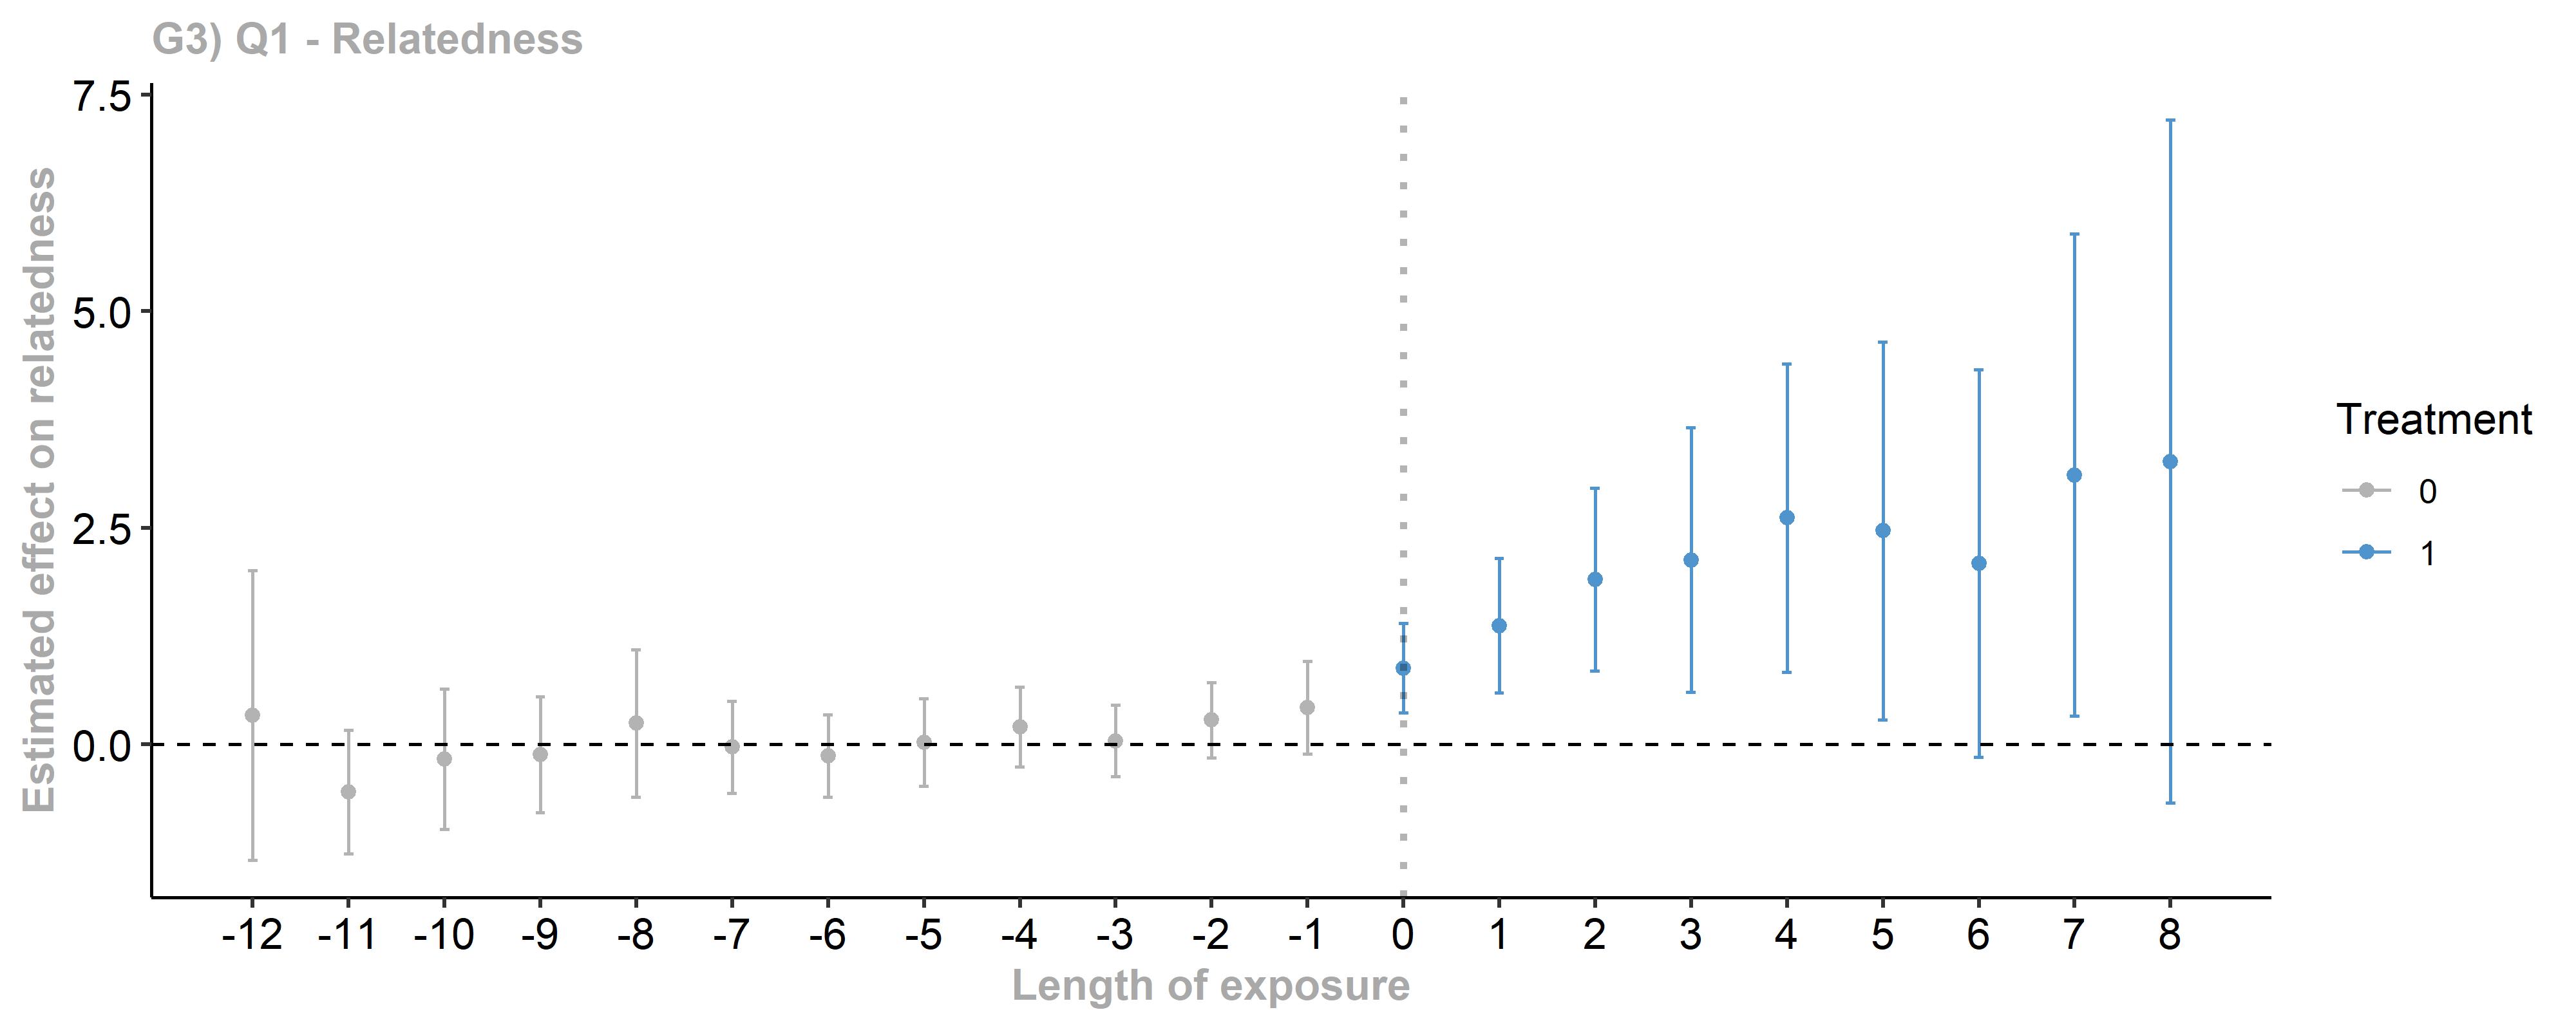 G3) Q1 - Relatedness
Estimated effect on relatedness
7.5
5.0
2.5
0.0
-12 -11 -10 -9 -8 -7 -6 -5 -4 -3 -2 -1 0 1 2 3 4 5 6 7 8
Length of exposure
Treatment
0
1